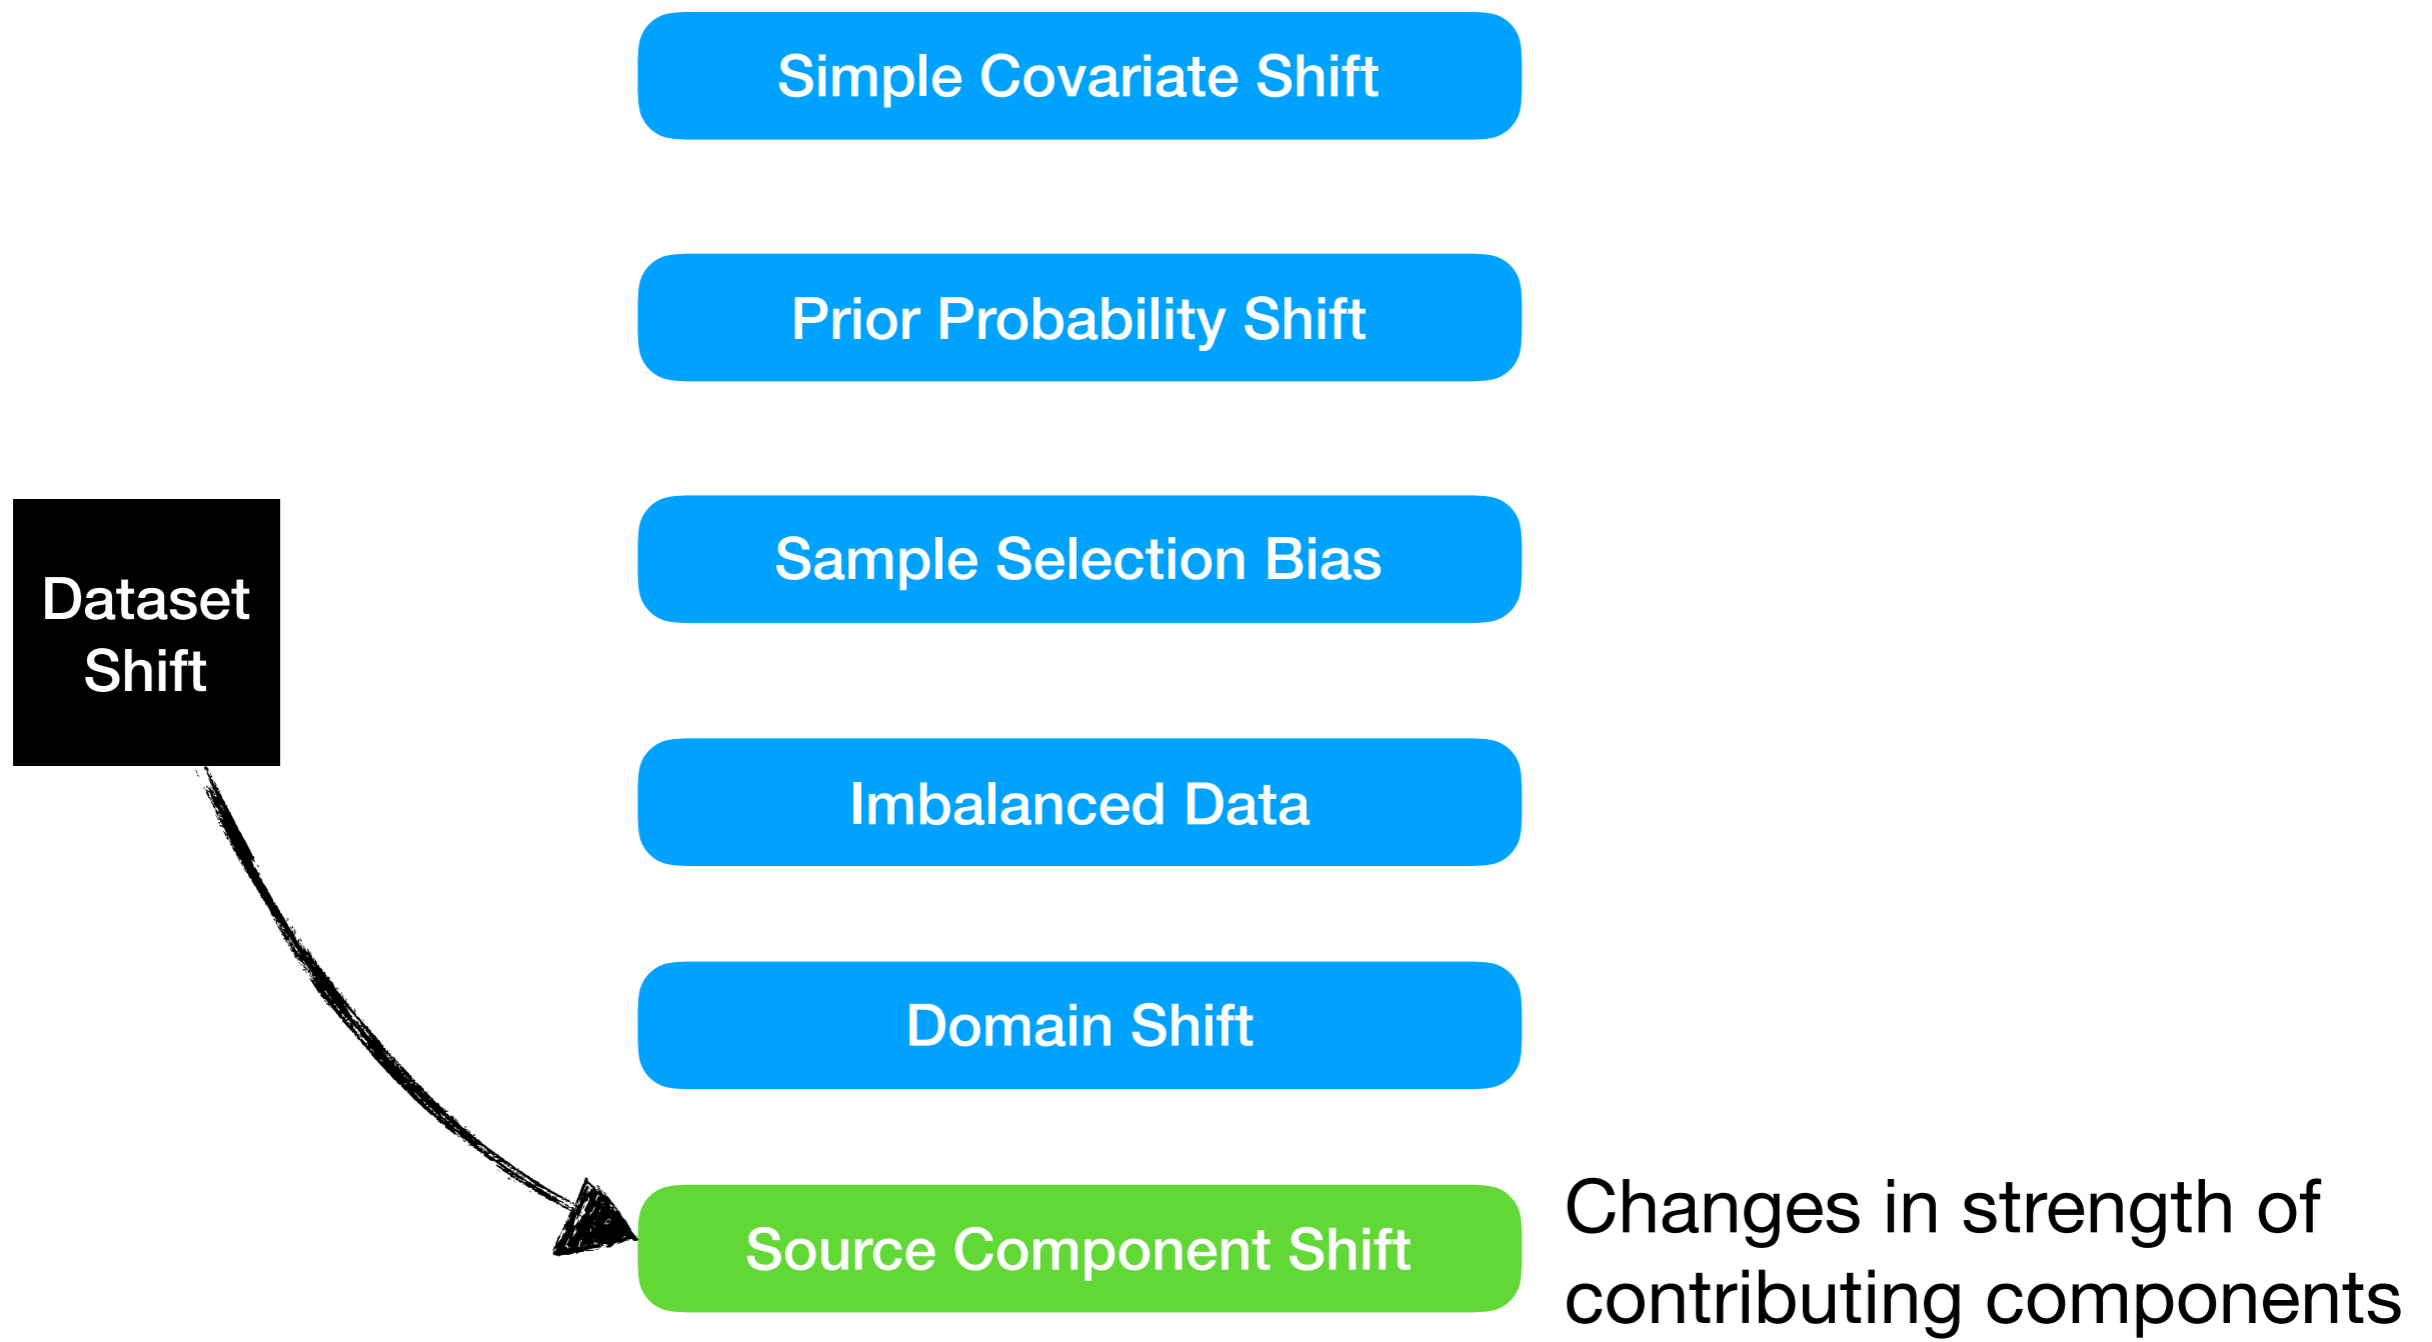 Simple Covariate Shift
Prior Probability Shift
Sample Selection Bias
Dataset
Shift
Imbalanced Data
Domain Shift
Source Component Shift
Changes in strength of
contributing components